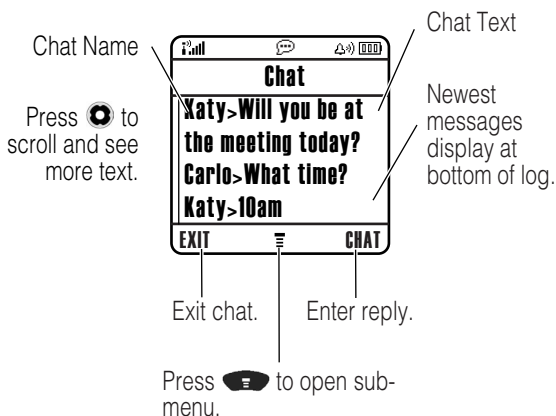 Chat Name
Chat Text
Chat
Press to
scroll and see
more text.
Katy>Will you be at
the meeting today?
Carlo>What time?
Katy>10am
Newest
messages
display at
bottom of log.
EXIT
CHAT
Exit chat.
Enter reply.
Press to open sub-
menu.